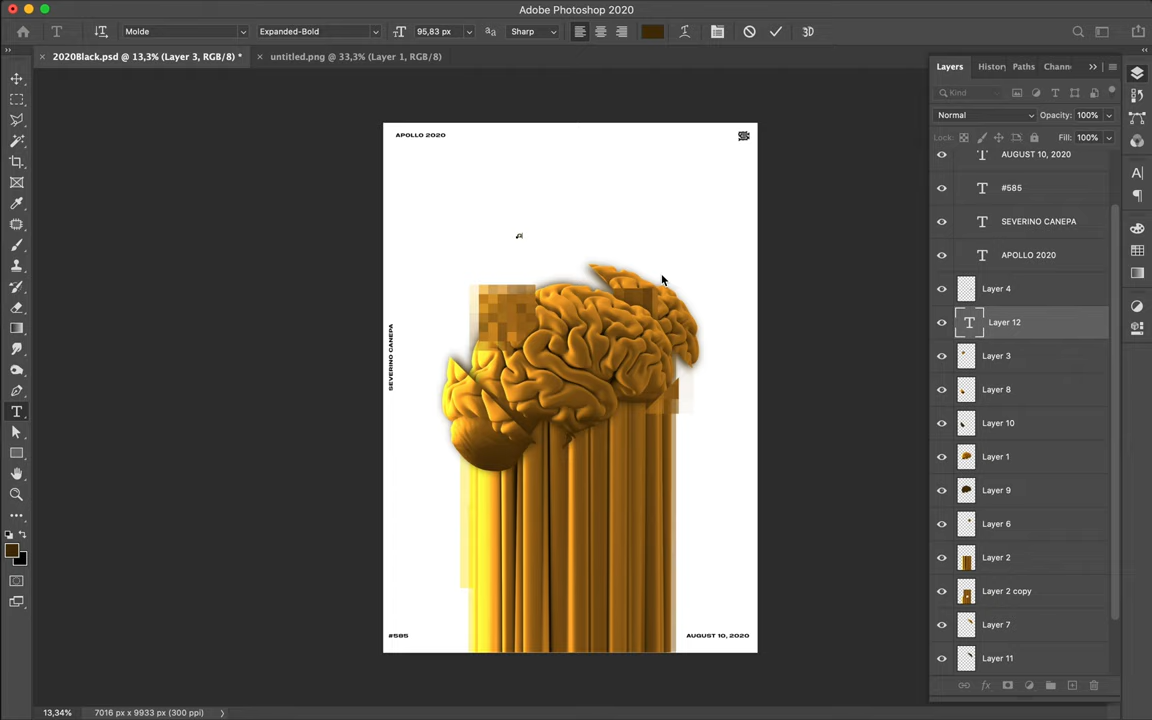 Adobe Photoshop 2020
Molde
Expanded-Bold
95,83 px
Sharp
3D
2020Black.psd @ 13,3% (Layer 3, RGB/8) *
untitled.png @ 33,3% (Layer 1, RGB/8)
Layers
History
Paths
Chann
Kind
Normal
Opacity: 100%
Lock:
Fill: 100%
AUGUST 10, 2020
#585
SEVERINO CANEPA
APOLLO 2020
Layer 4
Layer 12
Layer 3
Layer 8
Layer 10
Layer 1
Layer 9
Layer 6
Layer 2
Layer 2 copy
Layer 7
Layer 11
APOLLO 2020
SEVERINO CANEPA
#585
AUGUST 10, 2020
13,34%
7016 px x 9933 px (300 ppi)